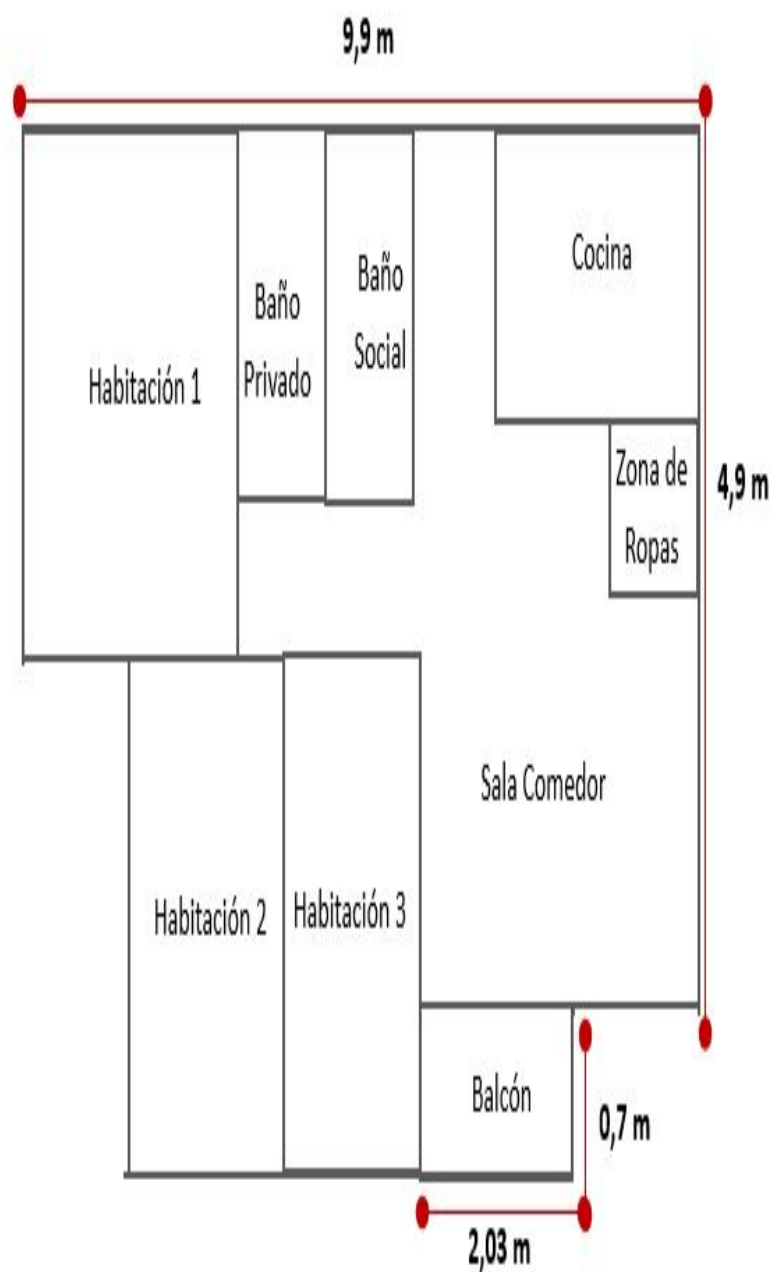 9,9 m
Cocina
Baño
Privado
Baño
Social
Habitación 1
Zona de
Ropas
4,9 m
Sala Comedor
Habitación 2
Habitación 3
Balcón
0,7 m
2,03 m